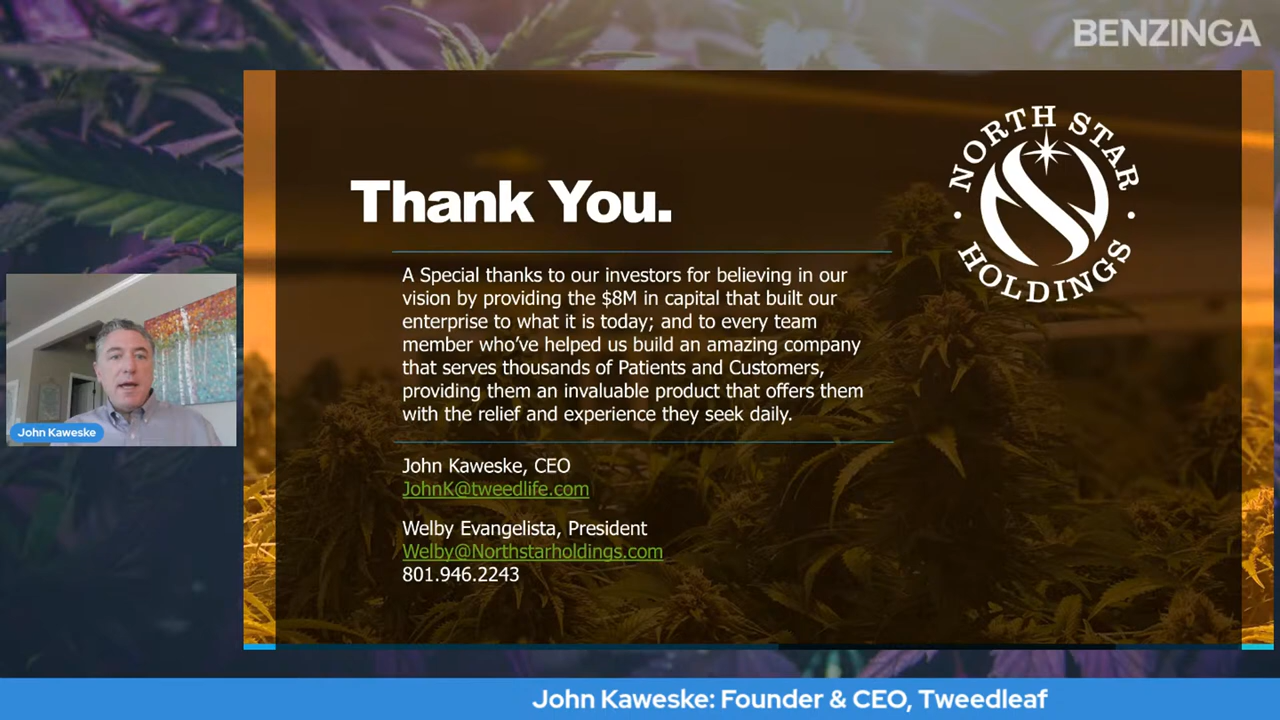 BENZINGA
NORTH STAR
HOLDINGS
Thank You.
A Special thanks to our investors for believing in our
vision by providing the $8M in capital that built our
enterprise to what it is today; and to every team
member who’ve helped us build an amazing company
that serves thousands of Patients and Customers,
providing them an invaluable product that offers them
with the relief and experience they seek daily.
John Kaweske, CEO
JohnK@tweedlife.com
Welby Evangelista, President
Welby@Northstarholdings.com
801.946.2243
John Kaweske
John Kaweske: Founder & CEO, Tweedleaf